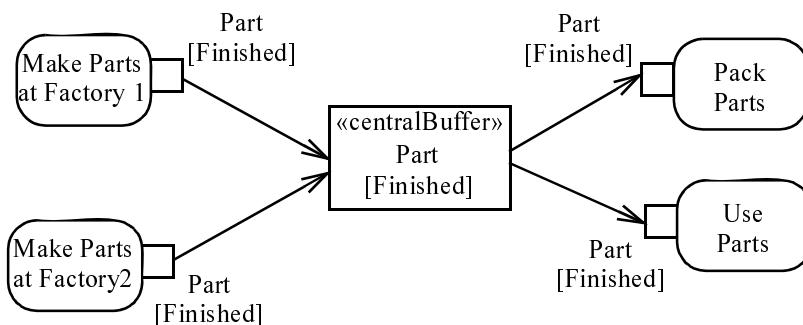 Part
[Finished]
Make Parts
at Factory 1
«centralBuffer»
Part
[Finished]
Part
[Finished]
Pack
Parts
Make Parts
at Factory2
Part
[Finished]
Use
Parts
Part
[Finished]